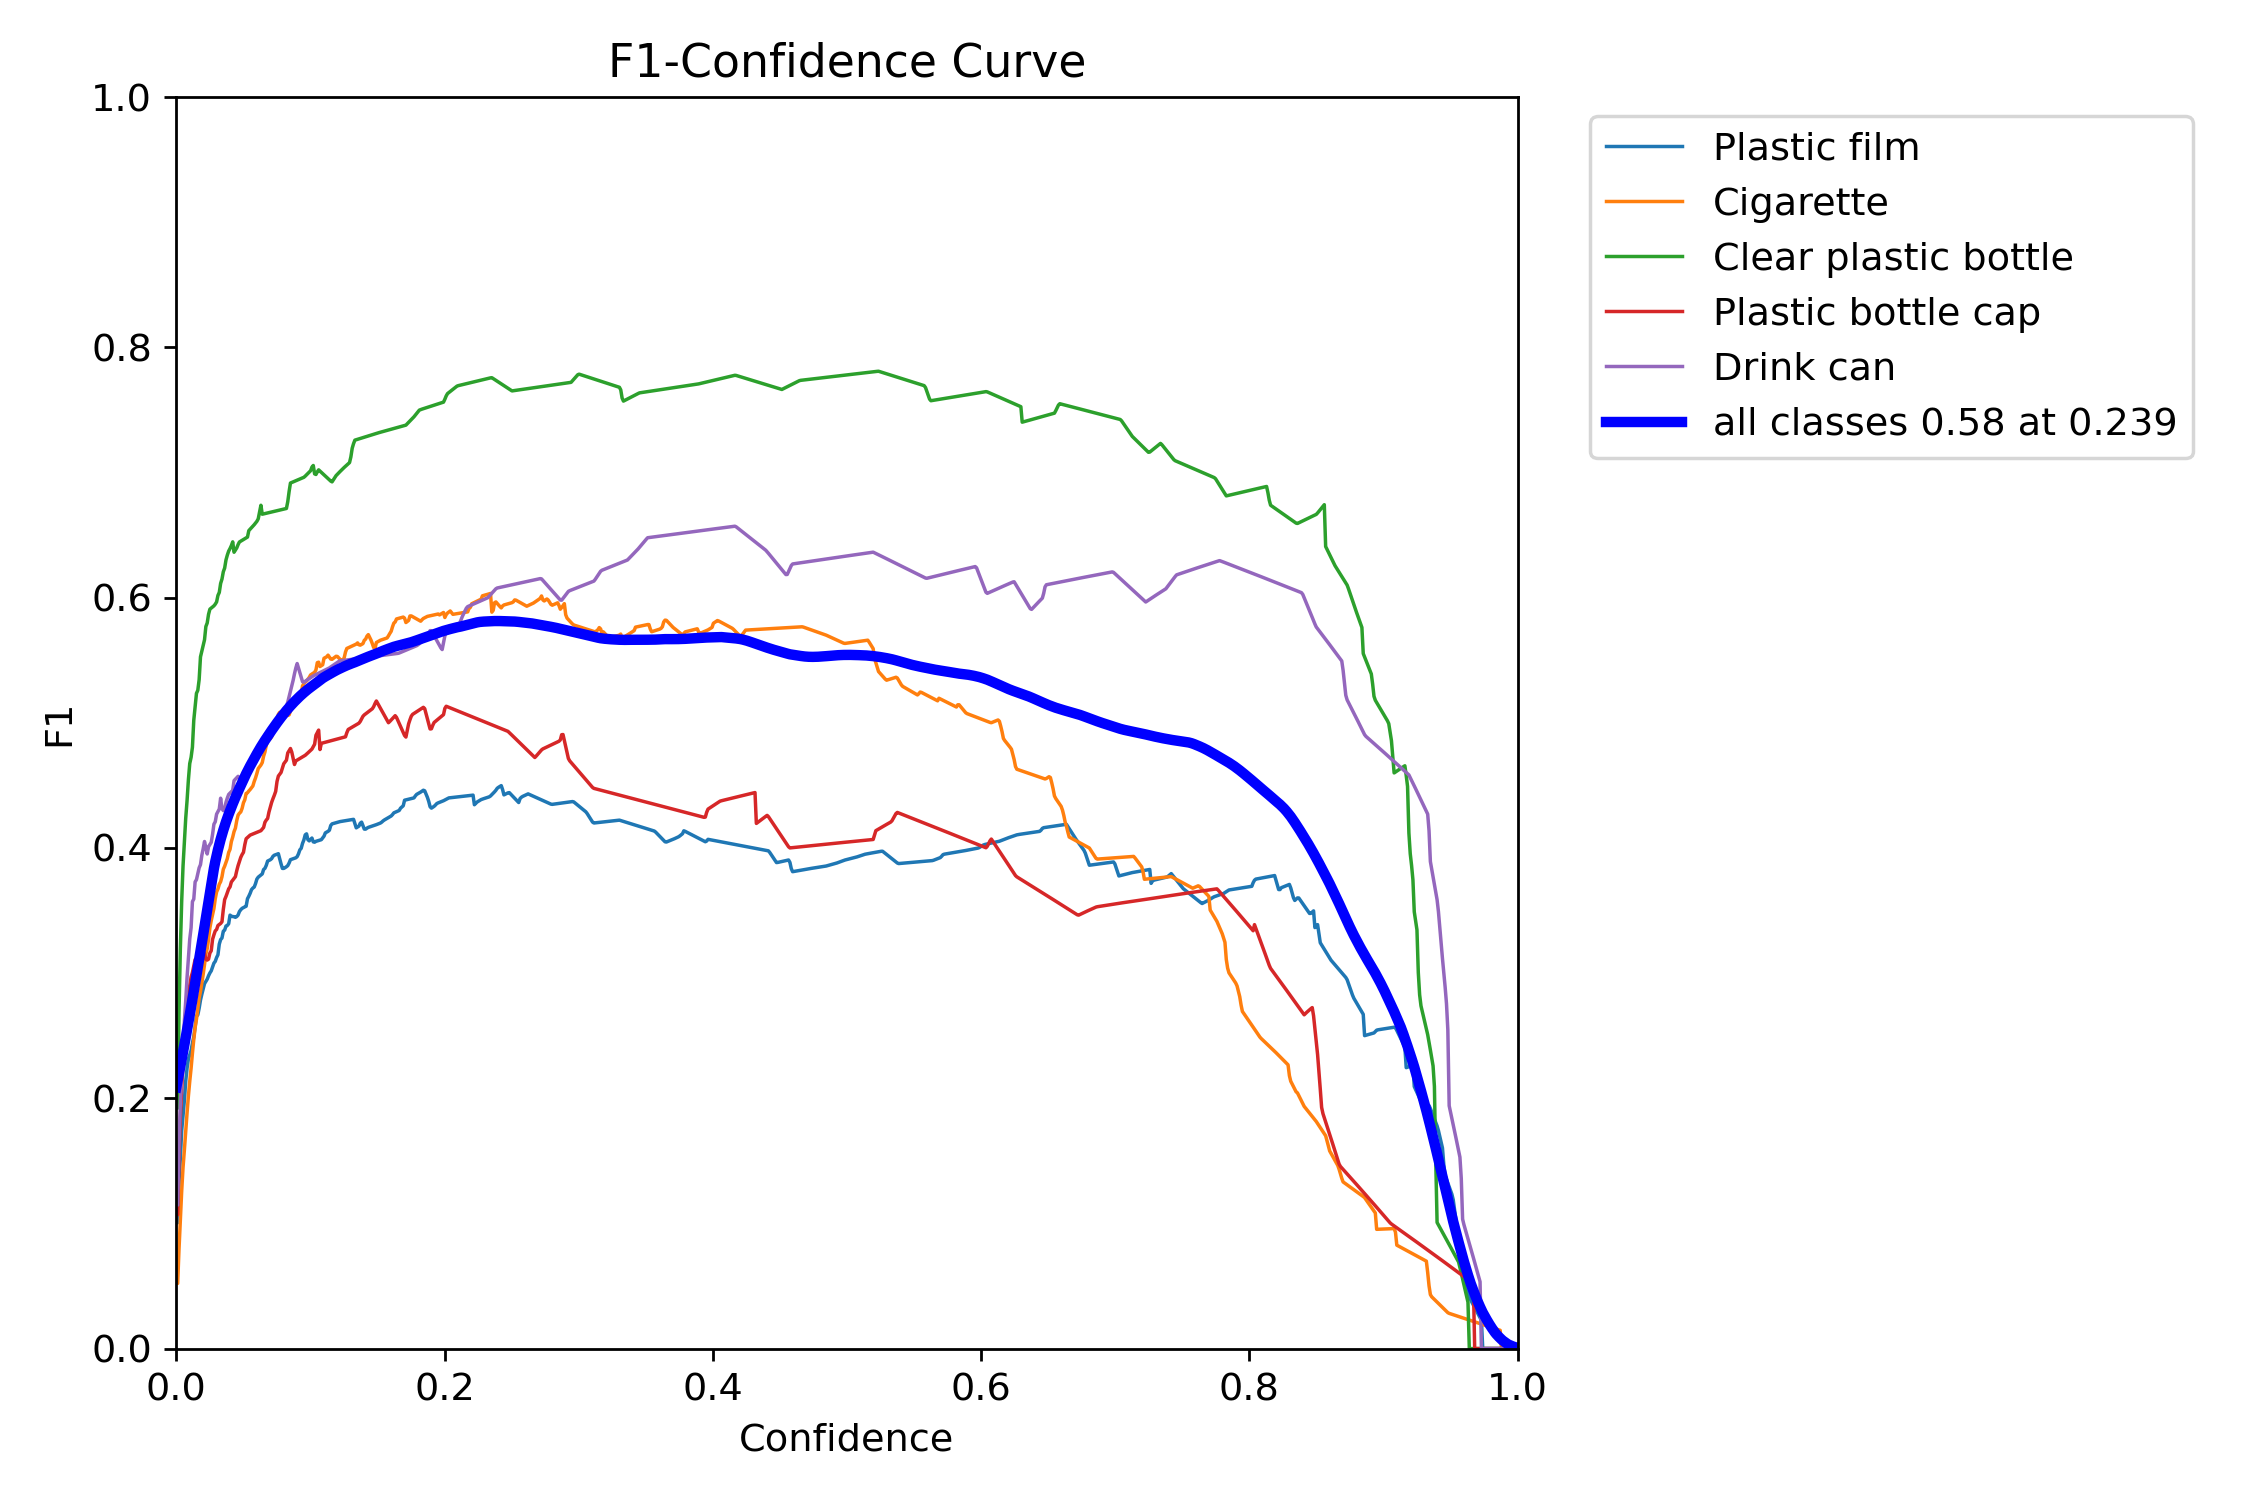 F1-Confidence Curve
1.0
0.8
0.6
0.4
0.2
0.0
F1
0.0 0.2 0.4 0.6 0.8 1.0
Confidence
Plastic film
Cigarette
Clear plastic bottle
Plastic bottle cap
Drink can
all classes 0.58 at 0.239